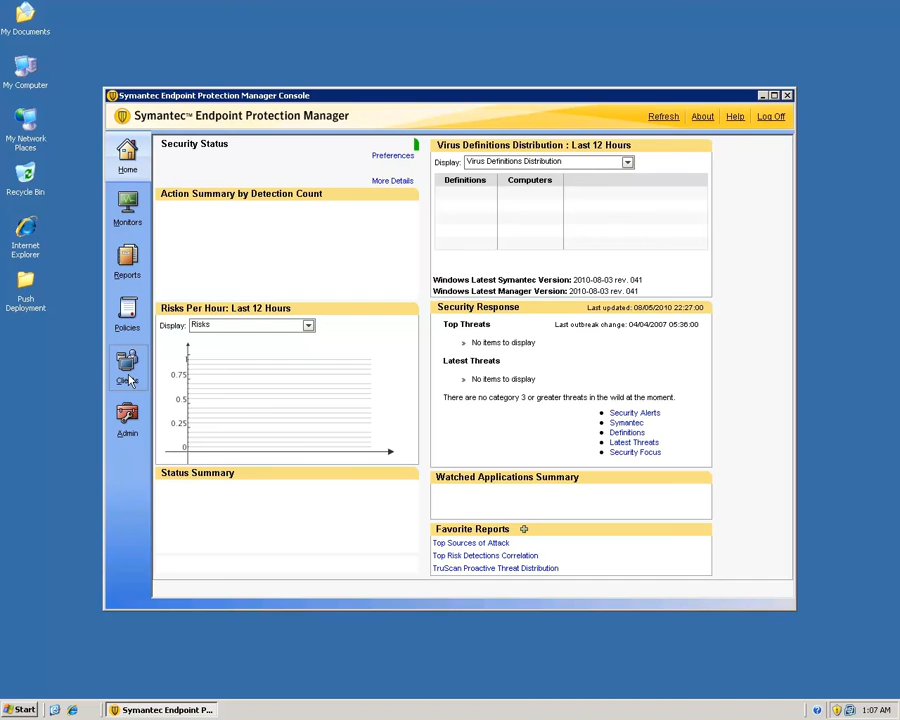 My Documents
My Computer
My Network
Places
Recycle Bin
Internet
Explorer
Push
Deployment
Symantec Endpoint Protection Manager Console
Symantec™ Endpoint Protection Manager
Refresh
About
Help
Log Off
Home
Monitors
Reports
Policies
Admin
Security Status
Preferences
More Details
Action Summary by Detection Count
Risks Per Hour: Last 12 Hours
Display:
Risks
1
0.75
0.5
0.25
0
Status Summary
Virus Definitions Distribution : Last 12 Hours
Display:
Virus Definitions Distribution
Definitions
Computers
Windows Latest Symantec Version: 2010-08-03 rev. 041
Windows Latest Manager Version: 2010-08-03 rev. 041
Security Response
Last updated: 08/05/2010 22:27:00
Top Threats
Last outbreak change: 04/04/2007 05:36:00
» No items to display
Latest Threats
» No items to display
There are no category 3 or greater threats in the wild at the moment.
• Security Alerts
• Symantec
• Definitions
• Latest Threats
• Security Focus
Watched Applications Summary
Favorite Reports
Top Sources of Attack
Top Risk Detections Correlation
TruScan Proactive Threat Distribution
Start
Symantec Endpoint P...
1:07 AM